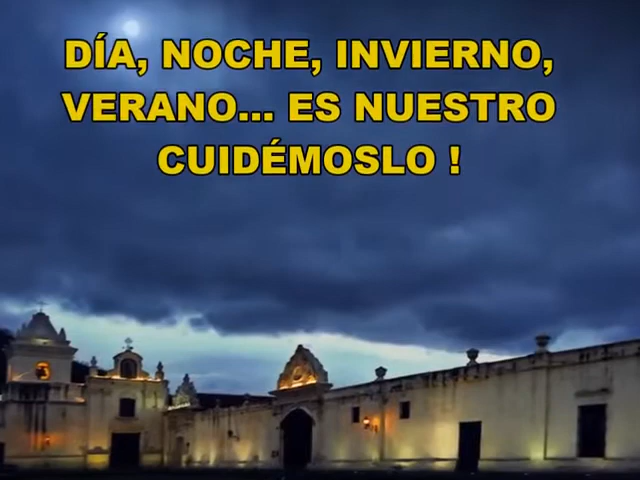 DÍA, NOCHE, INVIERNO,
VERANO... ES NUESTRO
CUIDÉMOSLO !